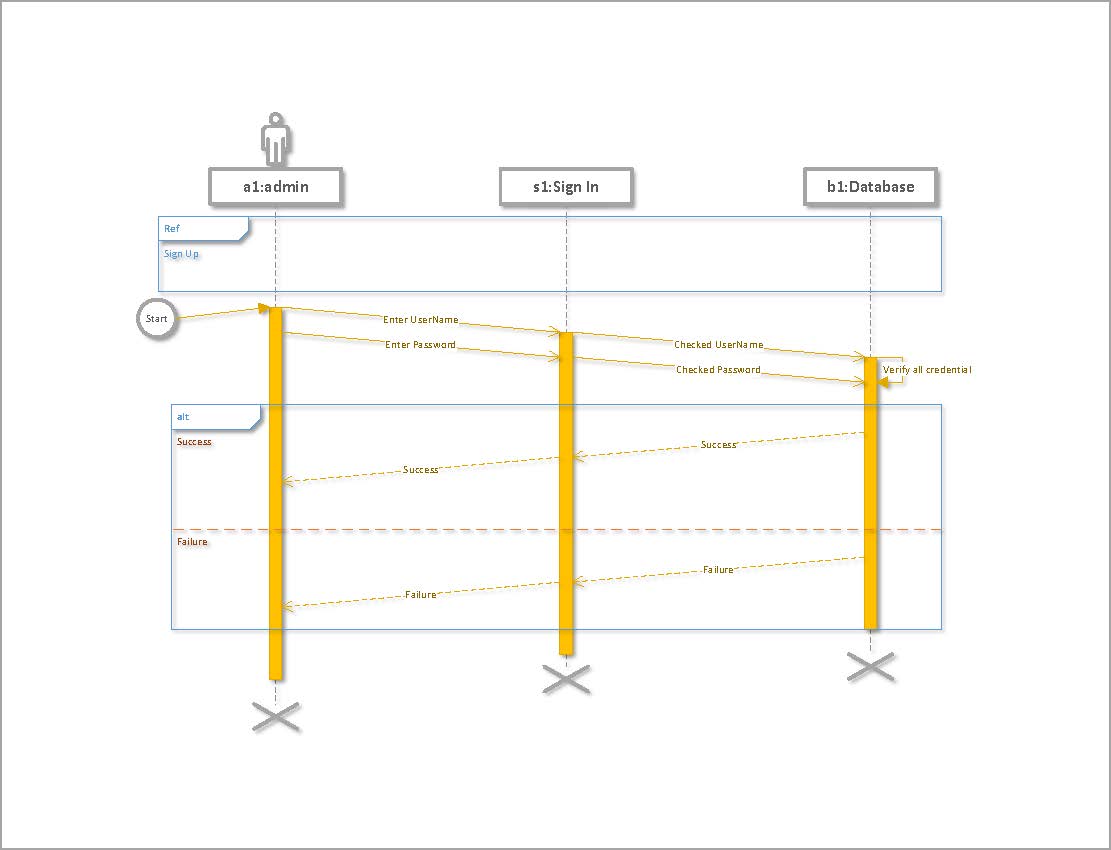 a1:admin
s1:Sign In
b1:Database
Ref
Sign Up
Start
Enter UserName
Enter Password
Checked UserName
Checked Password
Verify all credential
alt
Success
Success
Success
Failure
Failure
Failure